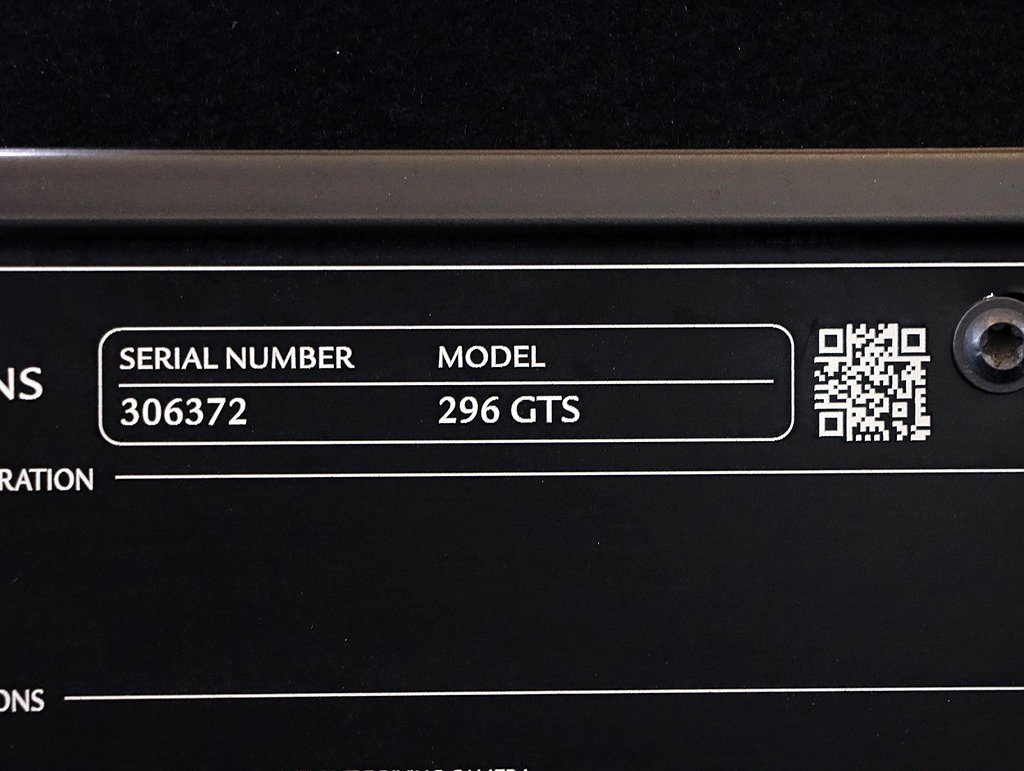 SERIAL NUMBER MODEL
NS
306372 296 GTS
RATION
ONS